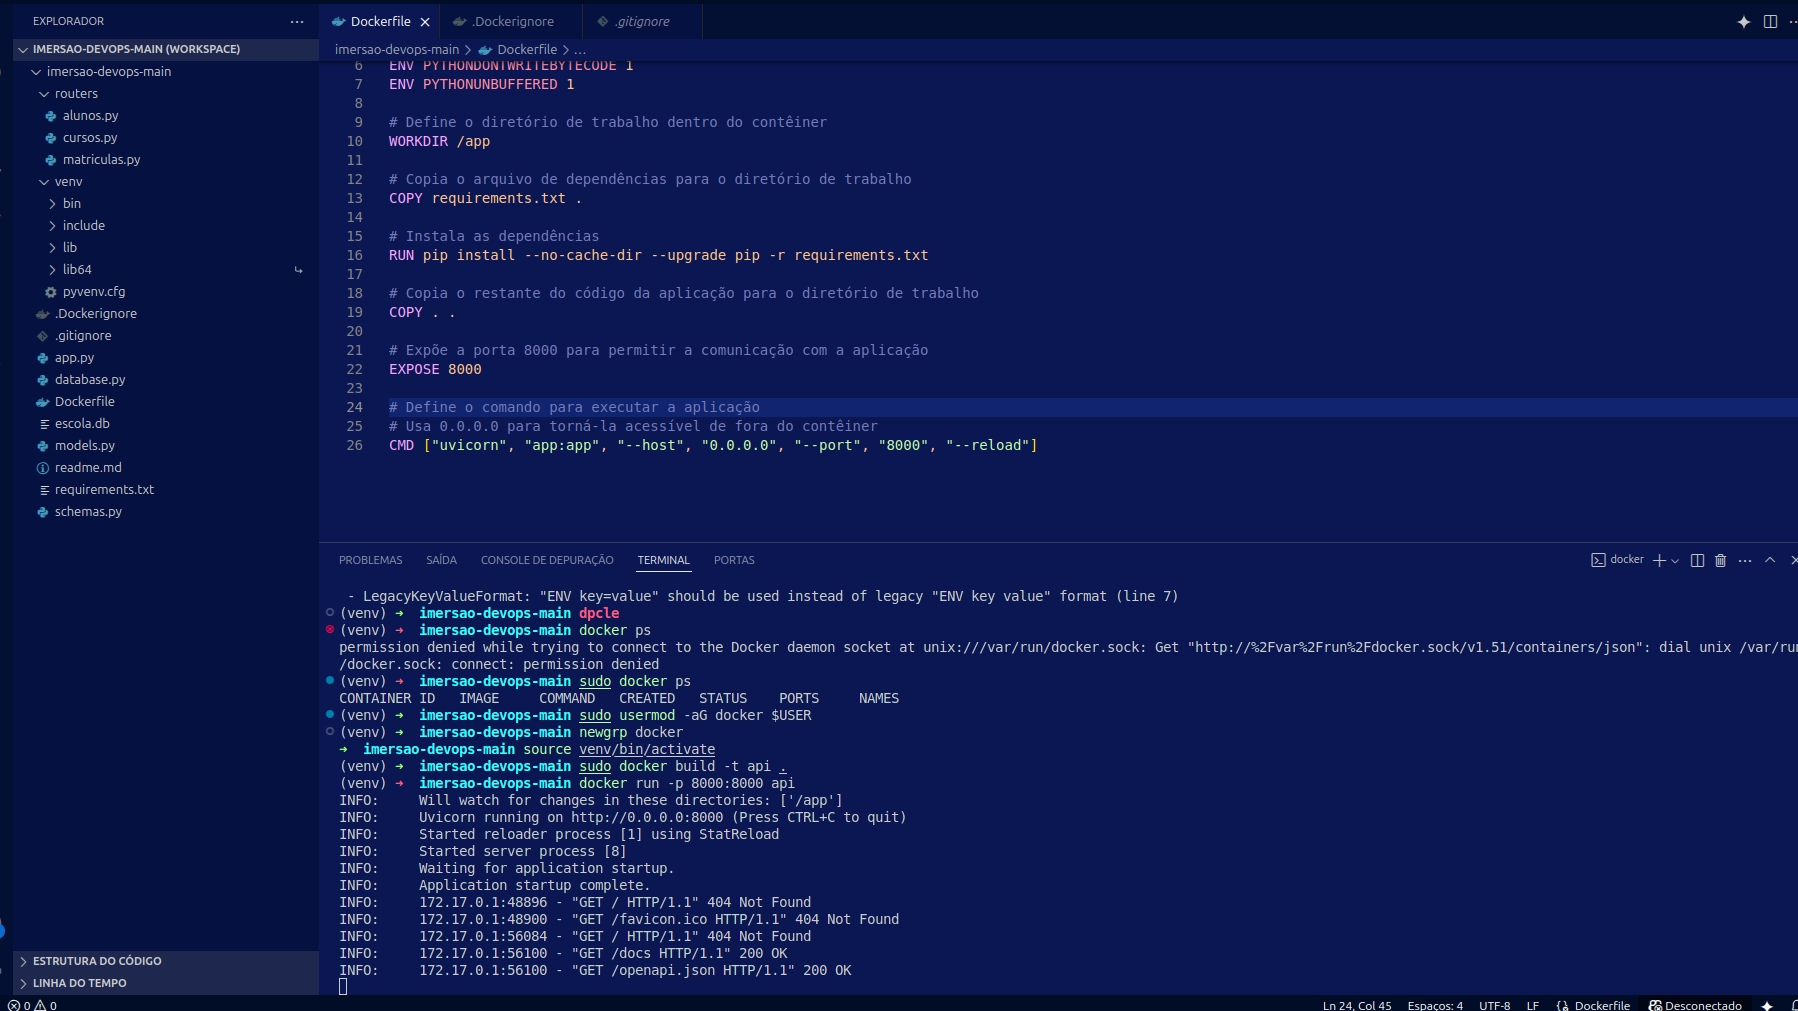 EXPLORADOR
IMERSAO-DEVOPS-MAIN (WORKSPACE)
imersao-devops-main
routers
alunos.py
cursos.py
matriculas.py
venv
bin
include
lib
lib64
pyvenv.cfg
.Dockerignore
.gitignore
app.py
database.py
Dockerfile
escola.db
models.py
readme.md
requirements.txt
schemas.py
ESTRUTURA DO CÓDIGO
LINHA DO TEMPO
Dockerfile .Dockerignore .gitignore
imersao-devops-main > Dockerfile > ...
6 ENV PYTHONDONTWRITEBYTECODE 1
7 ENV PYTHONUNBUFFERED 1
8
9 # Define o diretório de trabalho dentro do contêiner
10 WORKDIR /app
11
12 # Copia o arquivo de dependências para o diretório de trabalho
13 COPY requirements.txt .
14
15 # Instala as dependências
16 RUN pip install --no-cache-dir --upgrade pip -r requirements.txt
17
18 # Copia o restante do código da aplicação para o diretório de trabalho
19 COPY . .
20
21 # Expõe a porta 8000 para permitir a comunicação com a aplicação
22 EXPOSE 8000
23
24 # Define o comando para executar a aplicação
25 # Usa 0.0.0.0 para torná-la acessível de fora do contêiner
26 CMD ["uvicorn", "app:app", "--host", "0.0.0.0", "--port", "8000", "--reload"]
PROBLEMAS SAÍDA CONSOLE DE DEPURAÇÃO TERMINAL PORTAS docker
- LegacyKeyValueFormat: "ENV key=value" should be used instead of legacy "ENV key value" format (line 7)
(venv) ➜ imersao-devops-main dpcle
(venv) ➜ imersao-devops-main docker ps
permission denied while trying to connect to the Docker daemon socket at unix:///var/run/docker.sock: Get "http://%2Fvar%2Frun%2Fdocker.sock/v1.51/containers/json": dial unix /var/run
/docker.sock: connect: permission denied
(venv) ➜ imersao-devops-main sudo docker ps
CONTAINER ID IMAGE COMMAND CREATED STATUS PORTS NAMES
(venv) ➜ imersao-devops-main sudo usermod -aG docker $USER
(venv) ➜ imersao-devops-main newgrp docker
➜ imersao-devops-main source venv/bin/activate
(venv) ➜ imersao-devops-main sudo docker build -t api .
(venv) ➜ imersao-devops-main docker run -p 8000:8000 api
INFO: Will watch for changes in these directories: ['/app']
INFO: Uvicorn running on http://0.0.0.0:8000 (Press CTRL+C to quit)
INFO: Started reloader process [1] using StatReload
INFO: Started server process [8]
INFO: Waiting for application startup.
INFO: Application startup complete.
INFO: 172.17.0.1:48896 - "GET / HTTP/1.1" 404 Not Found
INFO: 172.17.0.1:48900 - "GET /favicon.ico HTTP/1.1" 404 Not Found
INFO: 172.17.0.1:56084 - "GET / HTTP/1.1" 404 Not Found
INFO: 172.17.0.1:56100 - "GET /docs HTTP/1.1" 200 OK
INFO: 172.17.0.1:56100 - "GET /openapi.json HTTP/1.1" 200 OK
0 0 Ln 24, Col 45 Espaços: 4 UTF-8 LF Dockerfile Desconectado